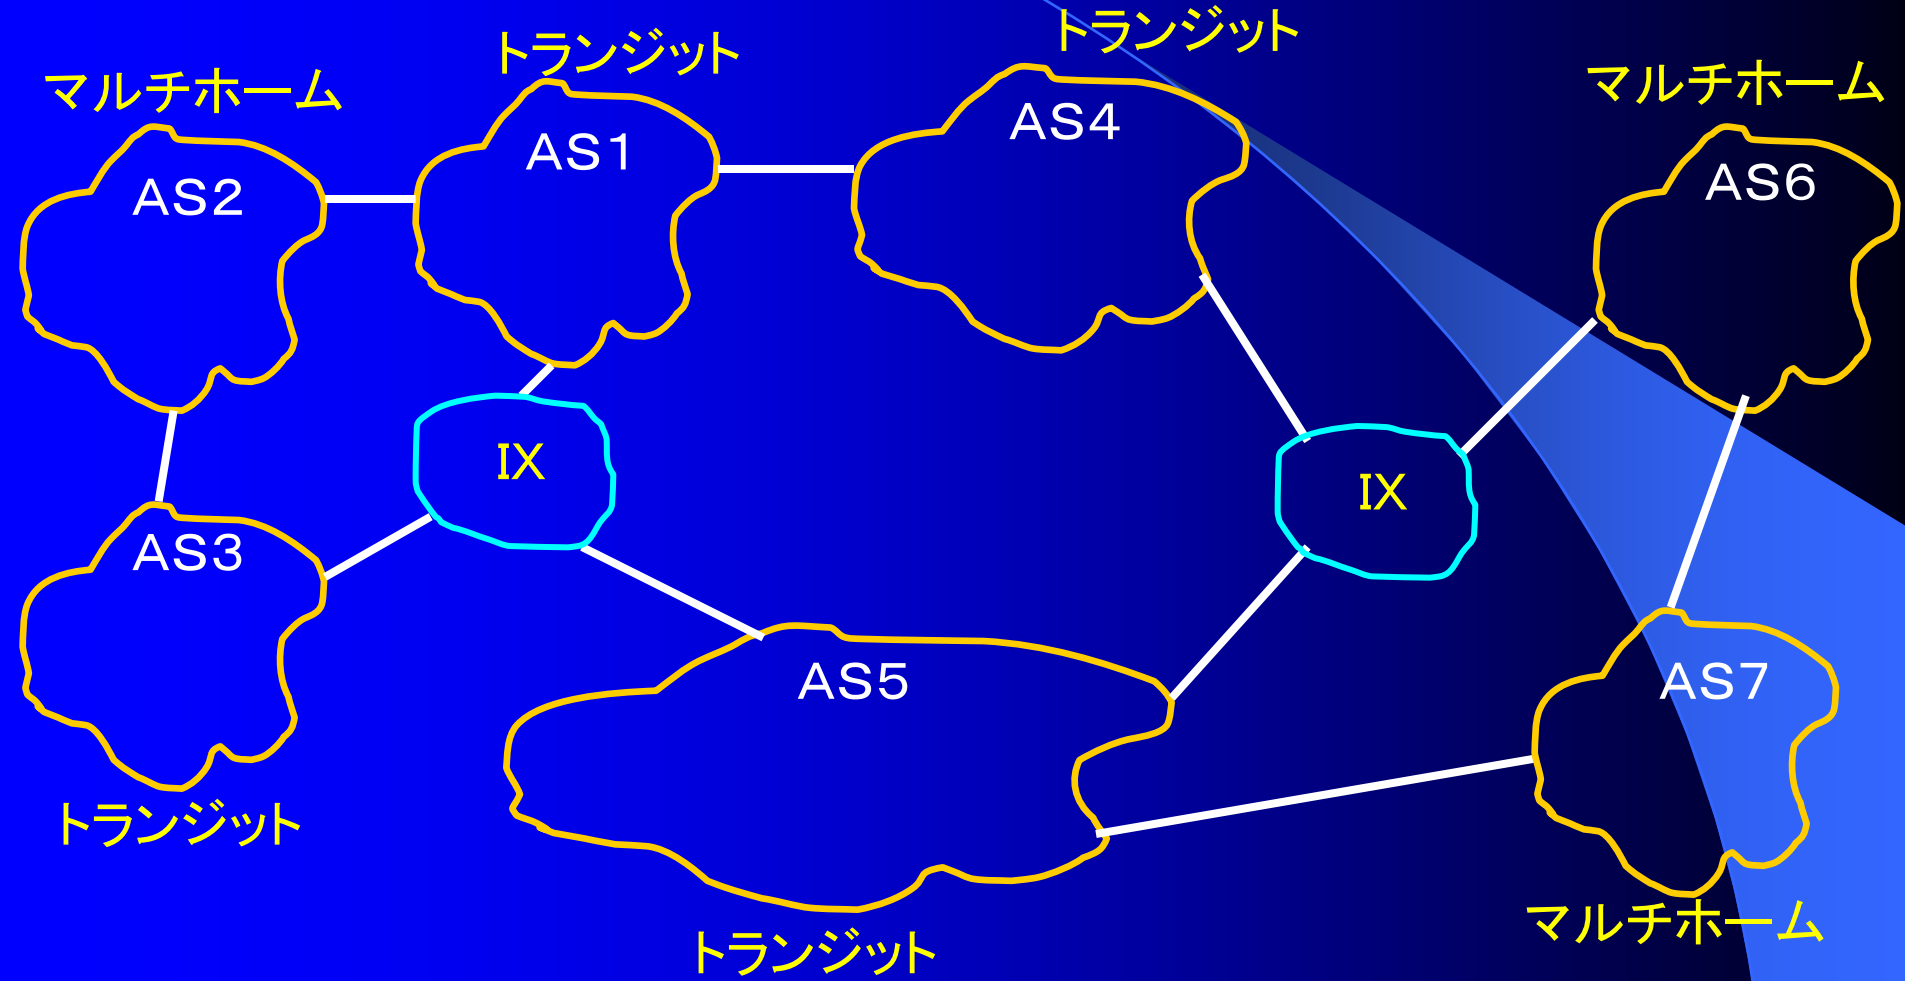 トランジット
トランジット
マルチホーム
マルチホーム
AS1
AS4
AS2
AS6
IX
IX
AS3
AS5
AS7
トランジット
マルチホーム
トランジット